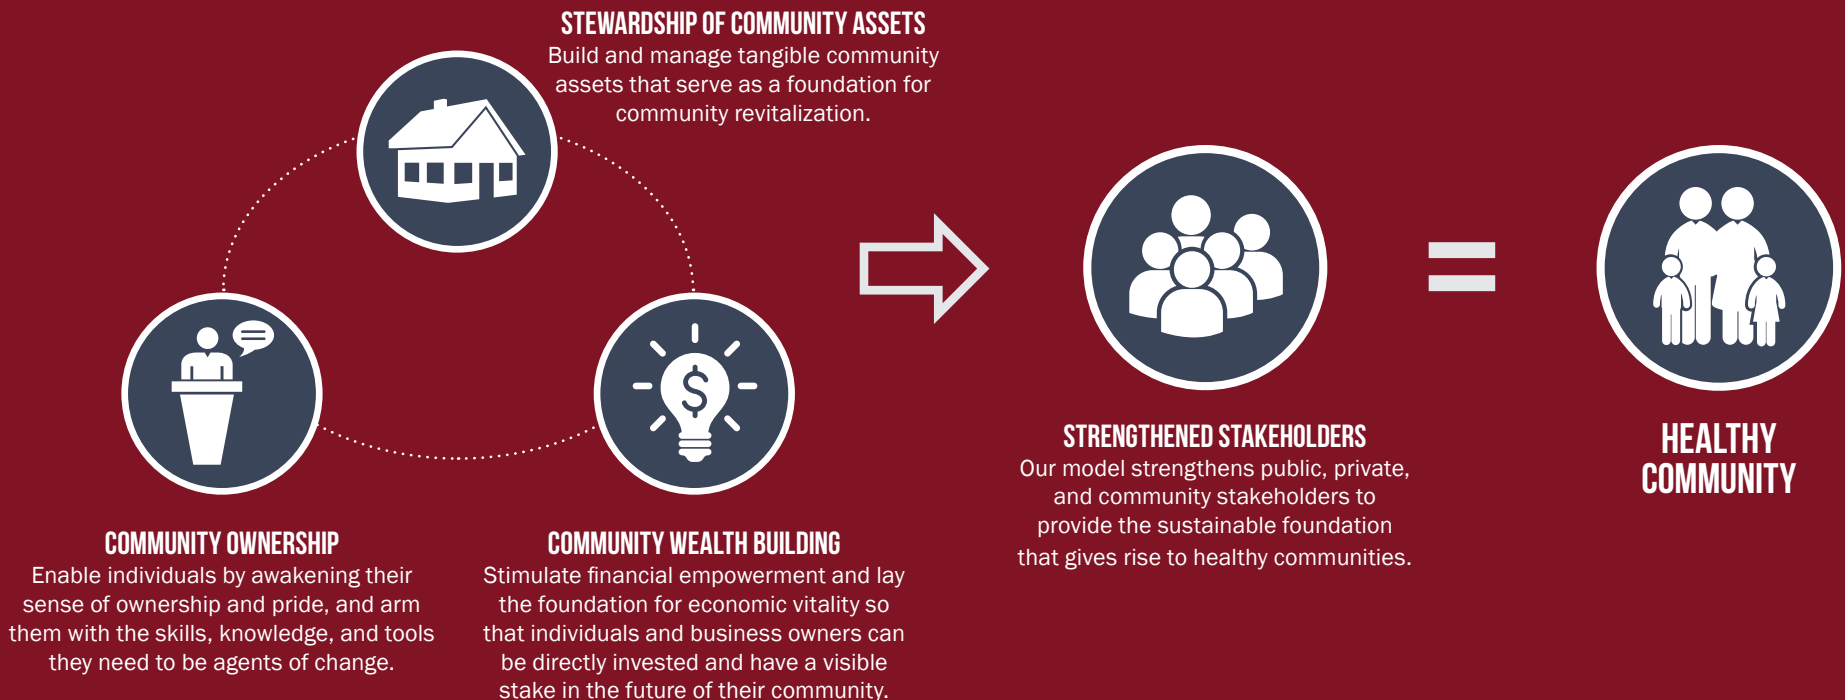 STEWARDSHIP OF COMMUNITY ASSETS
Build and manage tangible community
assets that serve as a foundation for
community revitalization.
COMMUNITY OWNERSHIP
Enable individuals by awakening their
sense of ownership and pride, and arm
them with the skills, knowledge, and tools
they need to be agents of change.
COMMUNITY WEALTH BUILDING
Stimulate financial empowerment and lay
the foundation for economic vitality so
that individuals and business owners can
be directly invested and have a visible
stake in the future of their community.
STRENGTHENED STAKEHOLDERS
Our model strengthens public, private,
and community stakeholders to
provide the sustainable foundation
that gives rise to healthy communities.
HEALTHY
COMMUNITY